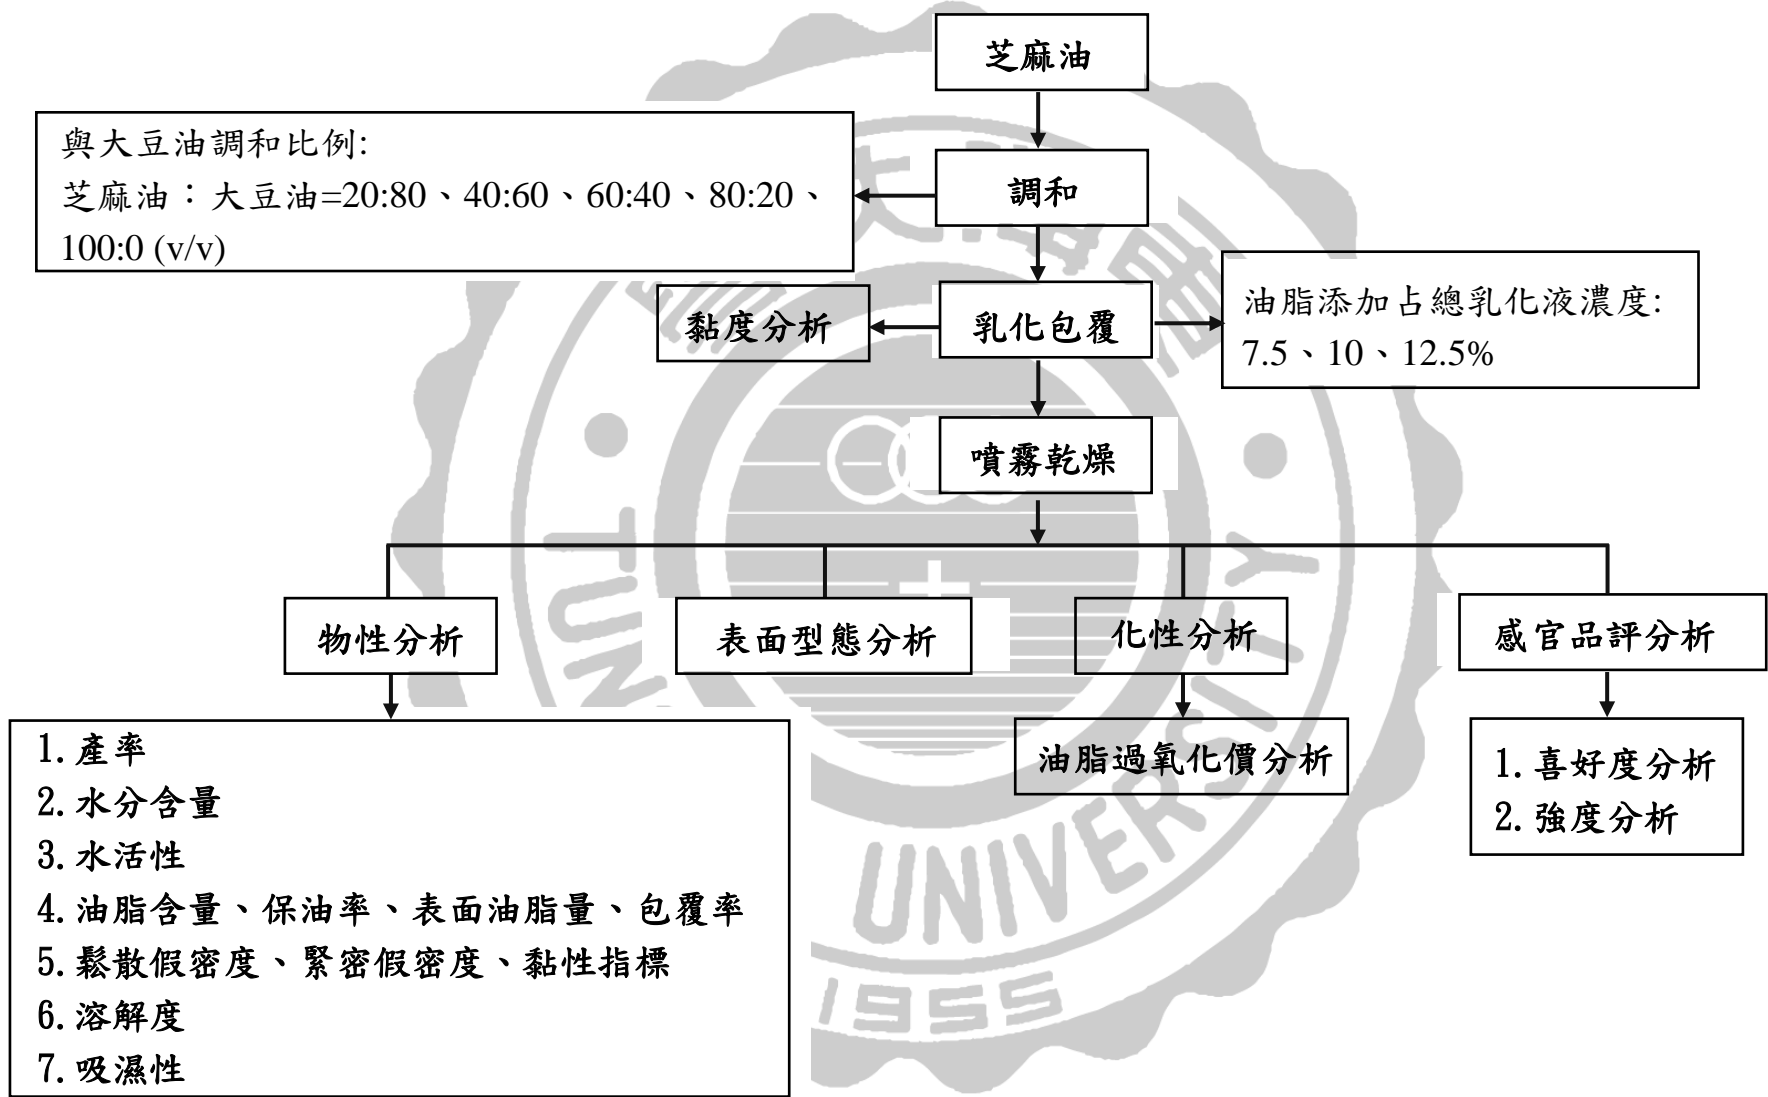 芝麻油
與大豆油調和比例:
芝麻油：大豆油=20:80、40:60、60:40、80:20、
100:0 (v/v)
調和
黏度分析
乳化包覆
油脂添加占總乳化液濃度:
7.5、10、12.5%
噴霧乾燥
物性分析
表面型態分析
化性分析
感官品評分析
1.產率
2.水分含量
3.水活性
4.油脂含量、保油率、表面油脂量、包覆率
5.鬆散假密度、緊密假密度、黏性指標
6.溶解度
7.吸濕性
油脂過氧化價分析
1.喜好度分析
2.強度分析
UNIVERSITY
1955